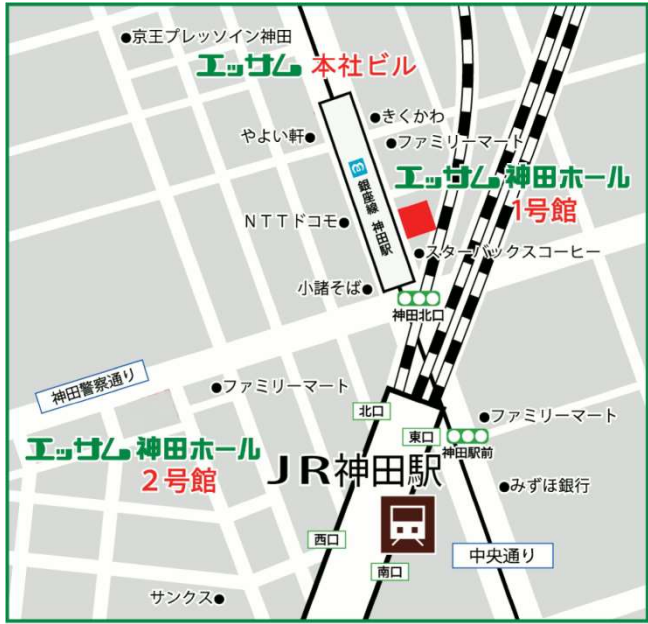 京王プレッソイン神田
エッサム 本社ビル
きくかわ
やよい軒
ファミリーマート
エッサム 神田ホール
1号館
銀座線 神田駅
NTTドコモ
スターバックスコーヒー
小諸そば
神田北口
神田警察通り
ファミリーマート
北口
ファミリーマート
東口
神田駅前
エッサム 神田ホール
2号館
JR神田駅
みずほ銀行
西口
中央通り
南口
サンクス